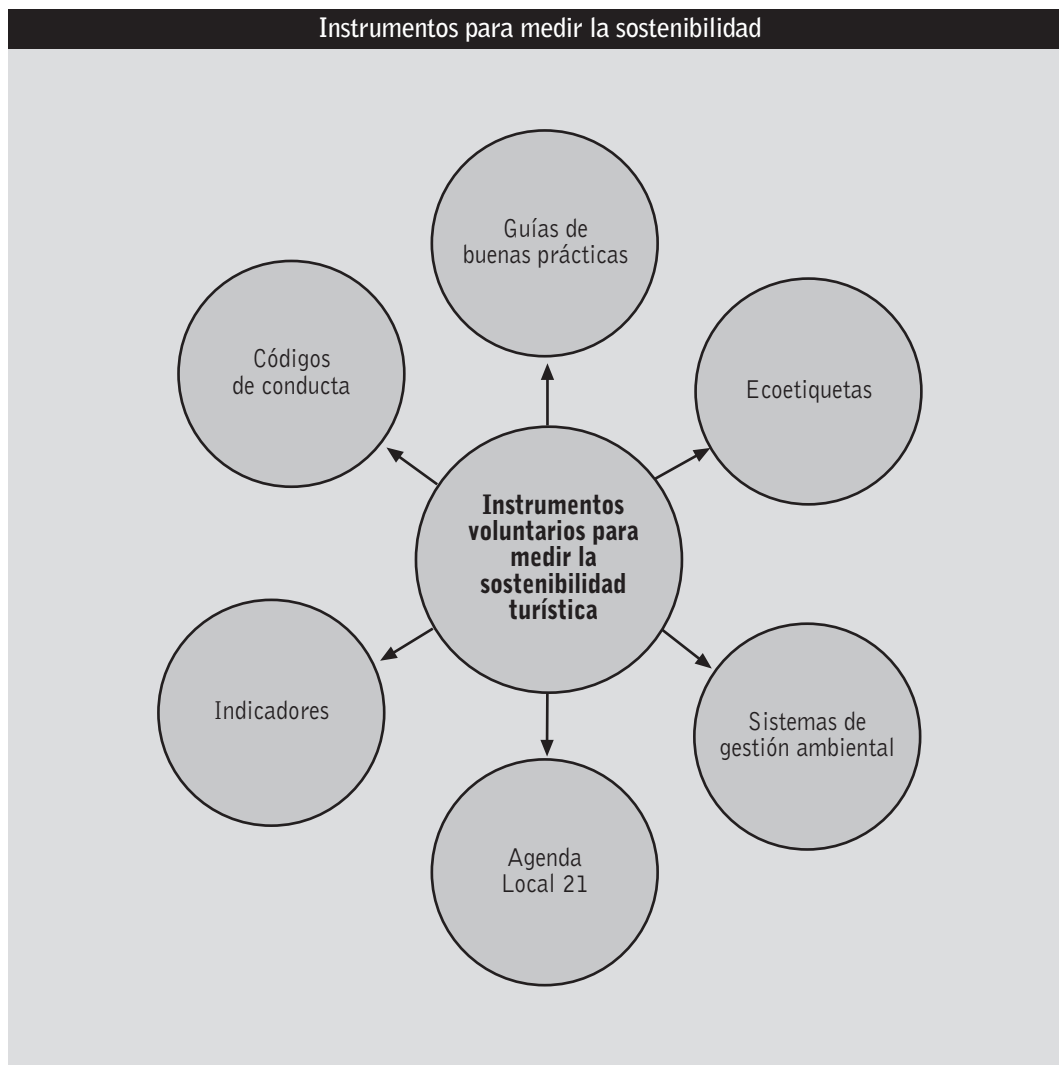 Instrumentos para medir la sostenibilidad
Guías de
buenas prácticas
Códigos
de conducta
Ecoetiquetas
Instrumentos
voluntarios para
medir la
sostenibilidad
turística
Indicadores
Sistemas de
gestión ambiental
Agenda
Local 21